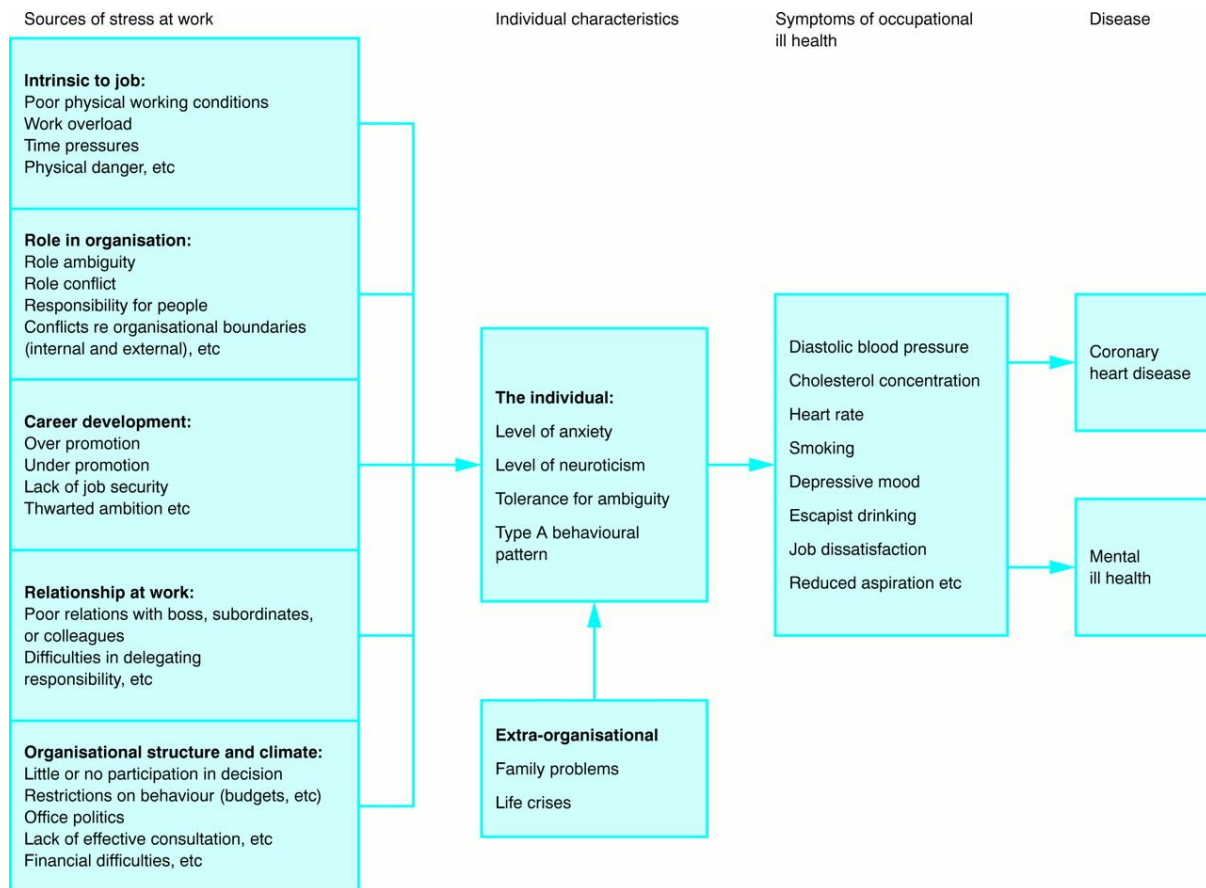 Sources of stress at work
Individual characteristics
Symptoms of occupational
ill health
Disease
Intrinsic to job:
Poor physical working conditions
Work overload
Time pressures
Physical danger, etc
Role in organisation:
Role ambiguity
Role conflict
Responsibility for people
Conflicts re organisational boundaries
(internal and external), etc
Career development:
Over promotion
Under promotion
Lack of job security
Thwarted ambition etc
Relationship at work:
Poor relations with boss, subordinates,
or colleagues
Difficulties in delegating
responsibility, etc
Organisational structure and climate:
Little or no participation in decision
Restrictions on behaviour (budgets, etc)
Office politics
Lack of effective consultation, etc
Financial difficulties, etc
The individual:
Level of anxiety
Level of neuroticism
Tolerance for ambiguity
Type A behavioural
pattern
Extra-organisational
Family problems
Life crises
Diastolic blood pressure
Cholesterol concentration
Heart rate
Smoking
Depressive mood
Escapist drinking
Job dissatisfaction
Reduced aspiration etc
Coronary
heart disease
Mental
ill health